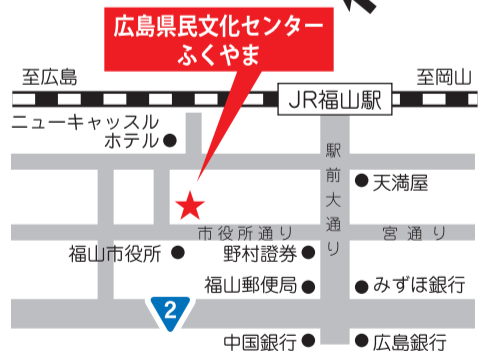 広島県民文化センター
ふくやま
至広島
至岡山
JR福山駅
ニューキャッスル
ホテル
駅前大通り
天満屋
市役所通り
宮通り
福山市役所
野村證券
福山郵便局
みずほ銀行
2
中国銀行
広島銀行